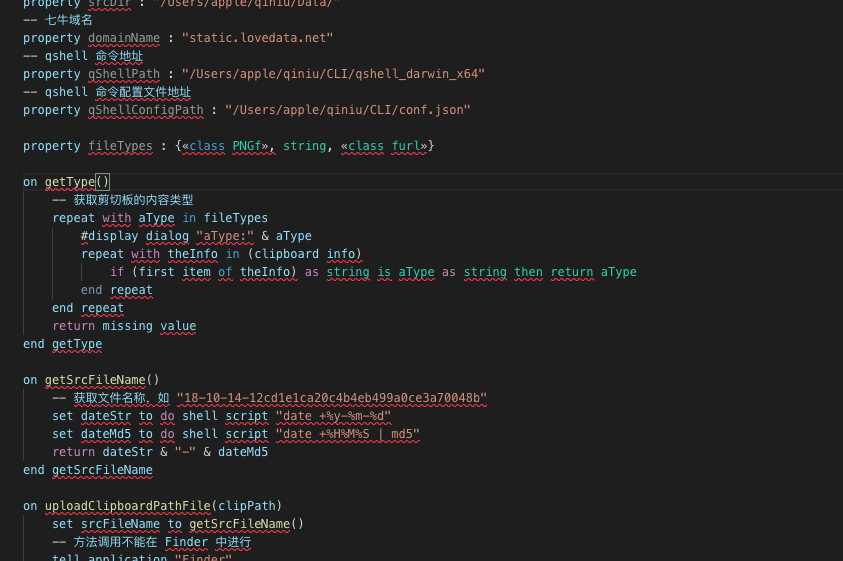 property srcDir : "/Users/apple/qiniu/Data/"
-- 七牛域名
property domainName : "static.lovedata.net"
-- qshell 命令地址
property qShellPath : "/Users/apple/qiniu/CLI/qshell_darwin_x64"
-- qshell 命令配置文件地址
property qShellConfigPath : "/Users/apple/qiniu/CLI/conf.json"
property fileTypes : {«class PNGf», string, «class furl»}
on getType()
-- 获取剪切板的内容类型
repeat with aType in fileTypes
#display dialog "aType:" & aType
repeat with theInfo in (clipboard info)
if (first item of theInfo) as string is aType as string then return aType
end repeat
end repeat
return missing value
end getType
on getSrcFileName()
-- 获取文件名称，如 "18-10-14-12cd1e1ca20c4b4eb499a0ce3a70048b"
set dateStr to do shell script "date +%y-%m-%d"
set dateMd5 to do shell script "date +%H%M%S | md5"
return dateStr & "-" & dateMd5
end getSrcFileName
on uploadClipboardPathFile(clipPath)
set srcFileName to getSrcFileName()
-- 方法调用不能在 Finder 中进行
tell application "Finder"